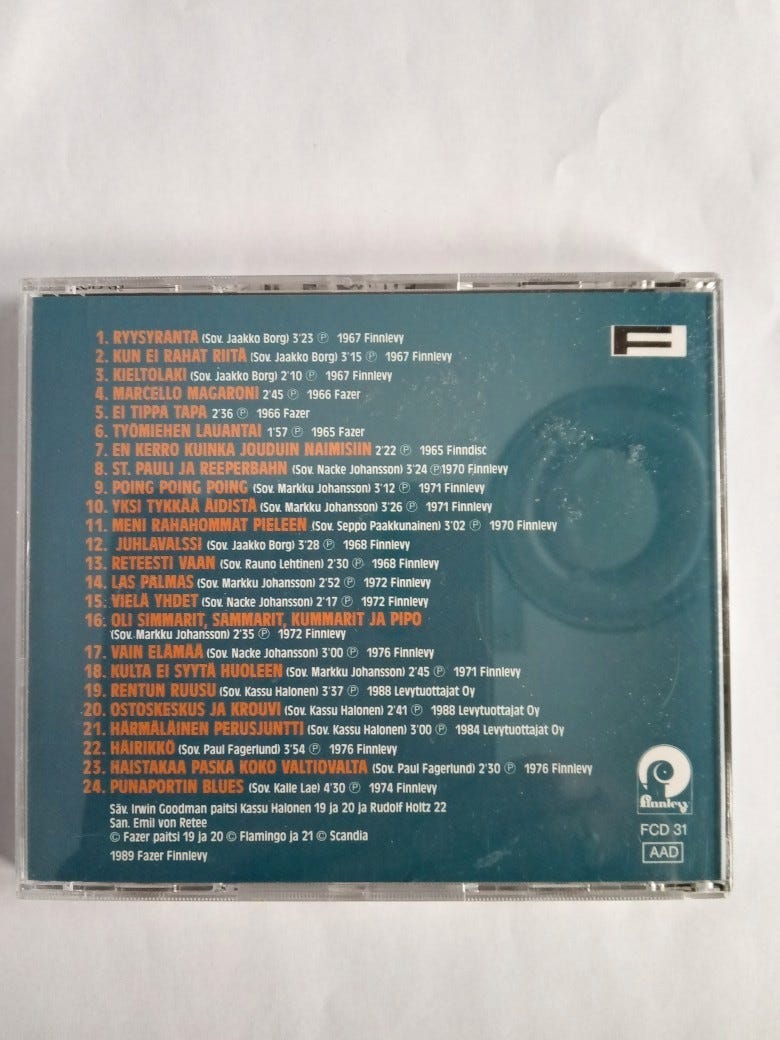 1. RYYSYRANTA (Sov. Jaakko Borg) 3'23 Ⓟ 1967 Finnlevy
2. KUN EI RAHAT RIITÄ (Sov. Jaakko Borg) 3'15 Ⓟ 1967 Finnlevy
3. KIELTOLAKI (Sov. Jaakko Borg) 2'10 Ⓟ 1967 Finnlevy
4. MARCELLO MAGARONI 2'45 Ⓟ 1966 Fazer
5. EI TIPPA TAPA 2'36 Ⓟ 1966 Fazer
6. TYÖMIEHEN LAUANTAI 1'57 Ⓟ 1965 Fazer
7. EN KERRO KUINKA JOUDUIN NAIMISIIN 2'22 Ⓟ 1965 Finndisc
8. ST. PAULI JA REEPERBAHN (Sov. Nacke Johansson) 3'24 Ⓟ1970 Finnlevy
9. POING POING POING (Sov. Markku Johansson) 3'12 Ⓟ 1971 Finnlevy
10. YKSI TYKKÄÄ ÄIDISTÄ (Sov. Markku Johansson) 3'26 Ⓟ 1971 Finnlevy
11. MENI RAHAHOMMAT PIELEEN (Sov. Seppo Paakkunainen) 3'02 Ⓟ 1970 Finnlevy
12. JUHLAVALSSI (Sov. Jaakko Borg) 3'28 Ⓟ 1968 Finnlevy
13. RETEESTI VAAN (Sov. Rauno Lehtinen) 2'30 Ⓟ 1968 Finnlevy
14. LAS PALMAS (Sov. Markku Johansson) 2'52 Ⓟ 1972 Finnlevy
15. VIELÄ YHDET (Sov. Nacke Johansson) 2'17 Ⓟ 1972 Finnlevy
16. OLI SIMMARIT, SÄMMÄRIT, KUMMARIT JA PIPO
(Sov. Markku Johansson) 2'35 Ⓟ 1972 Finnlevy
17. VAIN ELÄMÄÄ (Sov. Nacke Johansson) 3'00 Ⓟ 1976 Finnlevy
18. KULTA EI SYYTÄ HUOLEEN (Sov. Markku Johansson) 2'45 Ⓟ 1971 Finnlevy
19. RENTUN RUUSU (Sov. Kassu Halonen) 3'37 Ⓟ 1988 Levytuottajat Oy
20. OSTOSKESKUS JA KROUVI (Sov. Kassu Halonen) 2'41 Ⓟ 1988 Levytuottajat Oy
21. HÄRMÄLÄINEN PERUSJUNTTI (Sov. Kassu Halonen) 3'00 Ⓟ 1984 Levytuottajat Oy
22. HÄIRIKKÖ (Sov. Paul Fagerlund) 3'54 Ⓟ 1976 Finnlevy
23. HAISTAKAA PASKA KOKO VALTIOVALTA (Sov. Paul Fagerlund) 2'30 Ⓟ 1976 Finnlevy
24. PUNAPORTIN BLUES (Sov. Kalle Lae) 4'30 Ⓟ 1974 Finnlevy
Säv. Irwin Goodman paitsi Kassu Halonen 19 ja 20 ja Rudolf Holtz 22
San. Emil von Retee
© Fazer paitsi 19 ja 20 © Flamingo ja 21 © Scandia
1989 Fazer Finnlevy
finnlevy
FCD 31
AAD